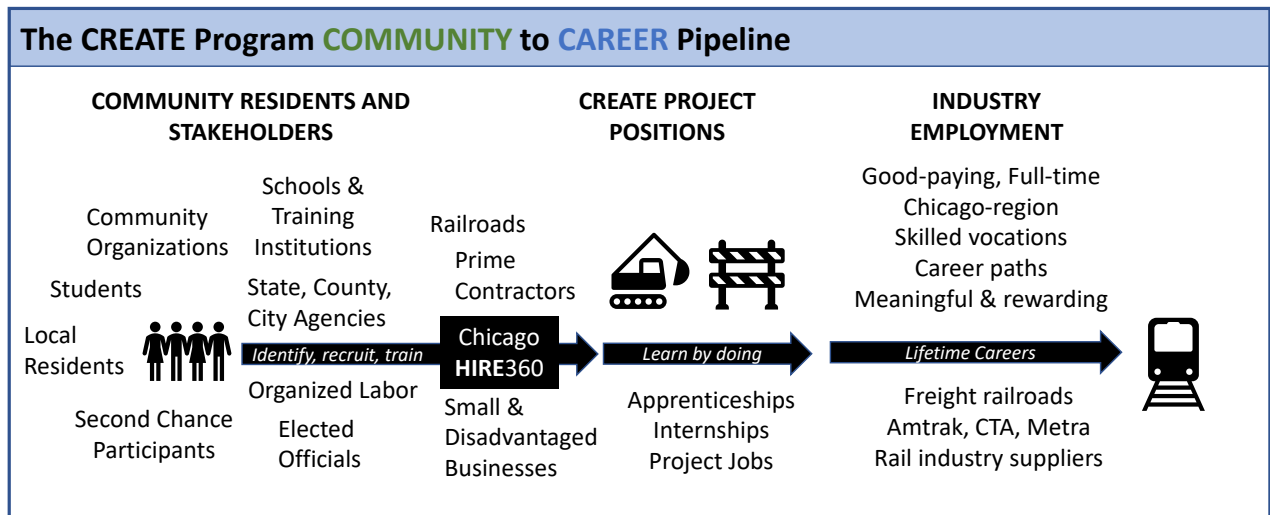 The CREATE Program COMMUNITY to CAREER Pipeline
COMMUNITY RESIDENTS AND
STAKEHOLDERS
Community
Organizations
Students
Local
Residents
Second Chance
Participants
Schools &
Training
Institutions
State, County,
City Agencies
Identify, recruit, train
Organized Labor
Elected
Officials
Railroads
Prime
Contractors
Chicago
HIRE360
Small &
Disadvantaged
Businesses
CREATE PROJECT
POSITIONS
Learn by doing
Apprenticeships
Internships
Project Jobs
INDUSTRY
EMPLOYMENT
Good-paying, Full-time
Chicago-region
Skilled vocations
Career paths
Meaningful & rewarding
Lifetime Careers
Freight railroads
Amtrak, CTA, Metra
Rail industry suppliers